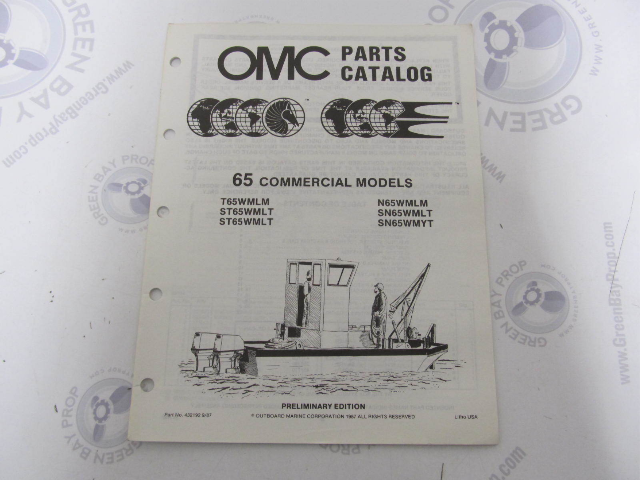 OMC PARTS CATALOG
65 COMMERCIAL MODELS
T65WMLM N65WMLM
ST65WMLT SN65WMLT
ST65WMLT SN65WMYT
PRELIMINARY EDITION
© OUTBOARD MARINE CORPORATION 1987 ALL RIGHTS RESERVED
Litho USA
GREEN BAY PROP
www.GreenBayProp.com